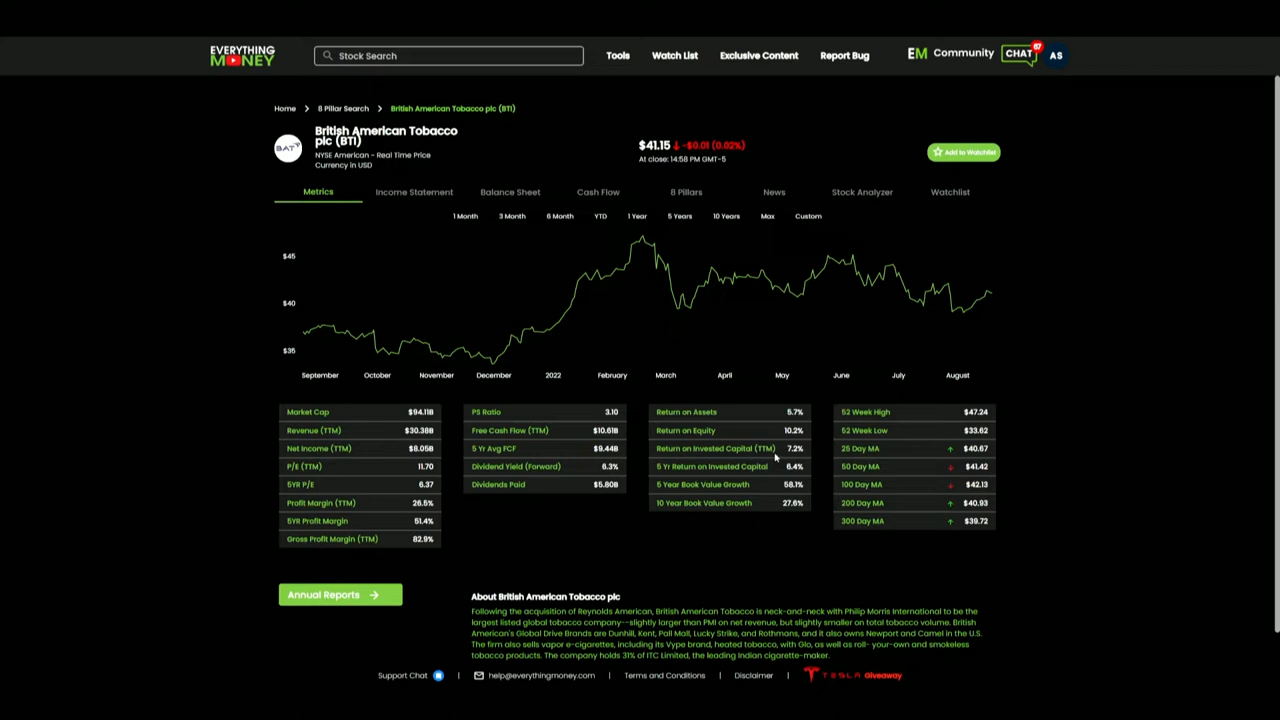 EVERYTHING
MONEY
Stock Search
Tools
Watch List
Exclusive Content
Report Bug
EM Community
CHAT
67
AS
Home > 8 Pillar Search > British American Tobacco plc (BTI)
BAT
British American Tobacco
plc (BTI)
NYSE American - Real Time Price
Currency in USD
$41.15 -$0.01 (0.02%)
At close: 14:58 PM GMT-5
Add to Watchlist
Metrics
Income Statement
Balance Sheet
Cash Flow
8 Pillars
News
Stock Analyzer
Watchlist
1 Month
3 Month
6 Month
YTD
1 Year
5 Years
10 Years
Max
Custom
$45
$40
$35
September
October
November
December
2022
February
March
April
May
June
July
August
Market Cap $94.11B
Revenue (TTM) $30.38B
Net Income (TTM) $8.05B
P/E (TTM) 11.70
5YR P/E 6.37
Profit Margin (TTM) 26.5%
5YR Profit Margin 51.4%
Gross Profit Margin (TTM) 82.9%
PS Ratio 3.10
Free Cash Flow (TTM) $10.61B
5 Yr Avg FCF $9.44B
Dividend Yield (Forward) 6.3%
Dividends Paid $5.80B
Return on Assets 5.7%
Return on Equity 10.2%
Return on Invested Capital (TTM) 7.2%
5 Yr Return on Invested Capital 6.4%
5 Year Book Value Growth 58.1%
10 Year Book Value Growth 27.6%
52 Week High $47.24
52 Week Low $33.62
25 Day MA $40.67
50 Day MA $41.42
100 Day MA $42.13
200 Day MA $40.93
300 Day MA $39.72
Annual Reports →
About British American Tobacco plc
Following the acquisition of Reynolds American, British American Tobacco is neck-and-neck with Philip Morris International to be the
largest listed global tobacco company--slightly larger than PMI on net revenue, but slightly smaller on total tobacco volume. British
American's Global Drive Brands are Dunhill, Kent, Pall Mall, Lucky Strike, and Rothmans, and it also owns Newport and Camel in the U.S.
The firm also sells vapor e-cigarettes, including its Vype brand, heated tobacco, with Glo, as well as roll- your-own and smokeless
tobacco products. The company holds 31% of ITC Limited, the leading Indian cigarette-maker.
Support Chat | help@everythingmoney.com | Terms and Conditions | Disclaimer | TESLA Giveaway